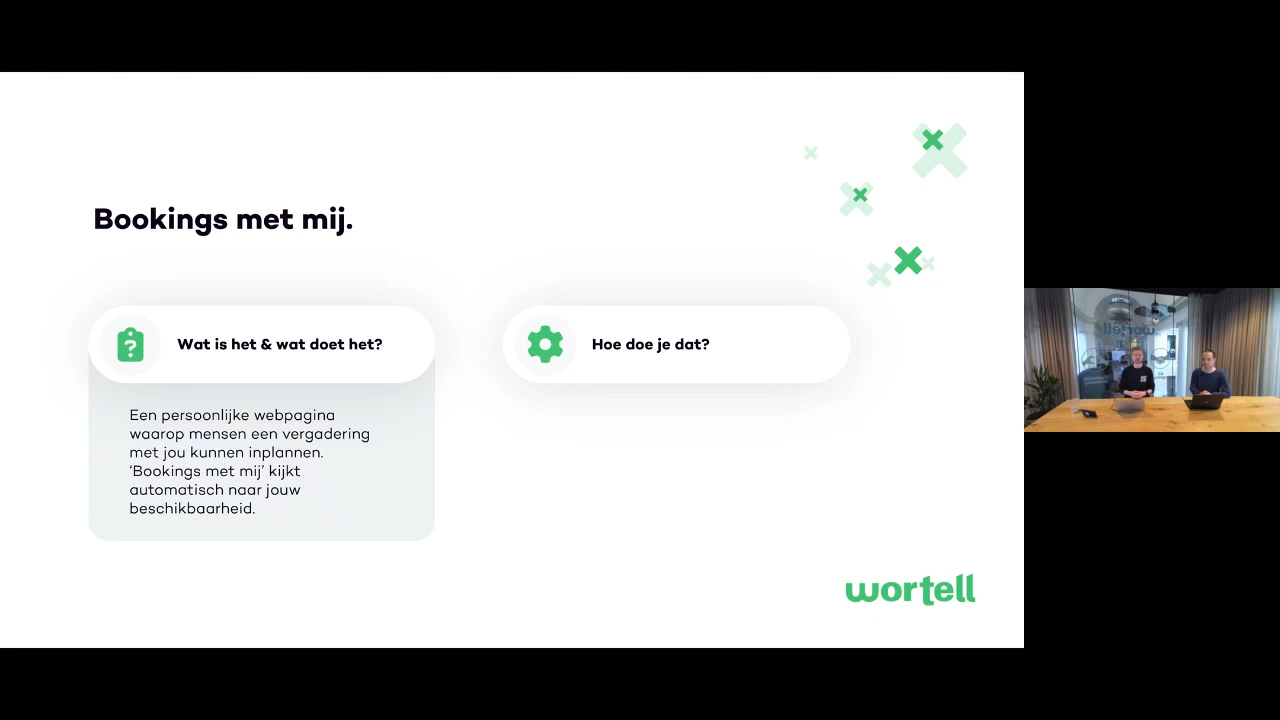 Bookings met mij.
Wat is het & wat doet het?
Een persoonlijke webpagina
waarop mensen een vergadering
met jou kunnen inplannen.
‘Bookings met mij’ kijkt
automatisch naar jouw
beschikbaarheid.
Hoe doe je dat?
wortell
wortell